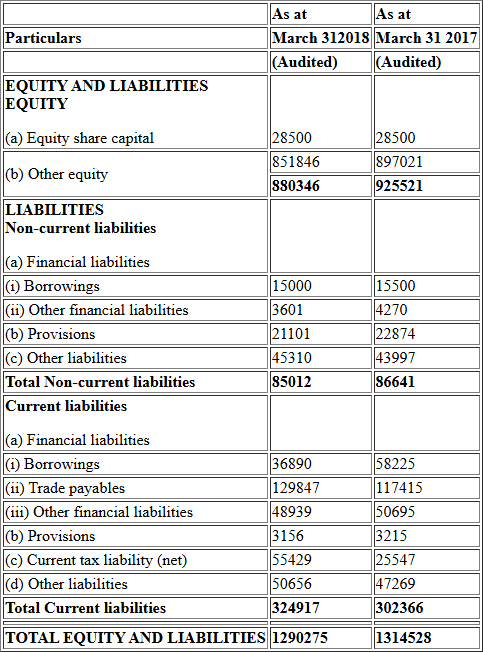 As at As at
Particulars March 312018 March 31 2017
(Audited) (Audited)
EQUITY AND LIABILITIES
EQUITY
(a) Equity share capital 28500 28500
(b) Other equity 851846 897021
880346 925521
LIABILITIES
Non-current liabilities
(a) Financial liabilities
(i) Borrowings 15000 15500
(ii) Other financial liabilities 3601 4270
(b) Provisions 21101 22874
(c) Other liabilities 45310 43997
Total Non-current liabilities 85012 86641
Current liabilities
(a) Financial liabilities
(i) Borrowings 36890 58225
(ii) Trade payables 129847 117415
(iii) Other financial liabilities 48939 50695
(b) Provisions 3156 3215
(c) Current tax liability (net) 55429 25547
(d) Other liabilities 50656 47269
Total Current liabilities 324917 302366
TOTAL EQUITY AND LIABILITIES 1290275 1314528